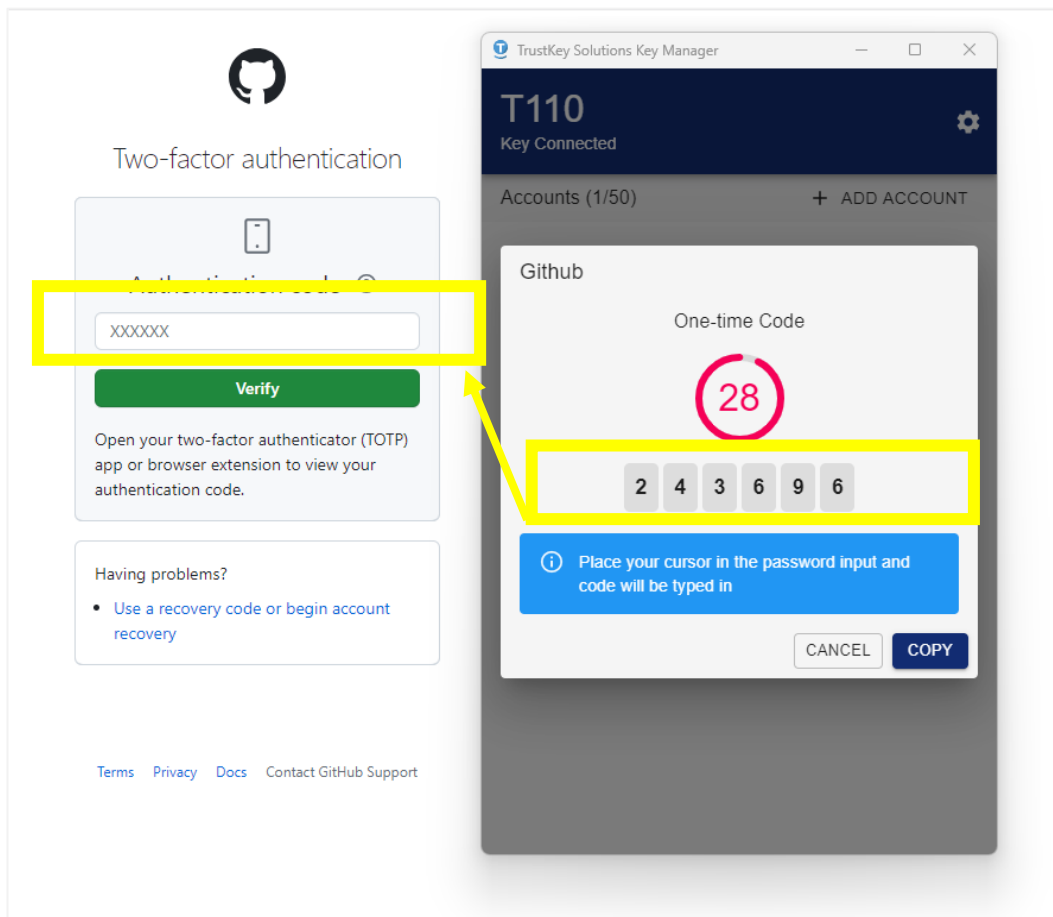 Two-factor authentication
Authentication code
XXXXXX
Verify
Open your two-factor authenticator (TOTP)
app or browser extension to view your
authentication code.
Having problems?
Use a recovery code or begin account
recovery
Terms Privacy Docs Contact GitHub Support
TrustKey Solutions Key Manager
T110
Key Connected
Accounts (1/50)
+ ADD ACCOUNT
Github
One-time Code
28
2 4 3 6 9 6
Place your cursor in the password input and
code will be typed in
CANCEL
COPY